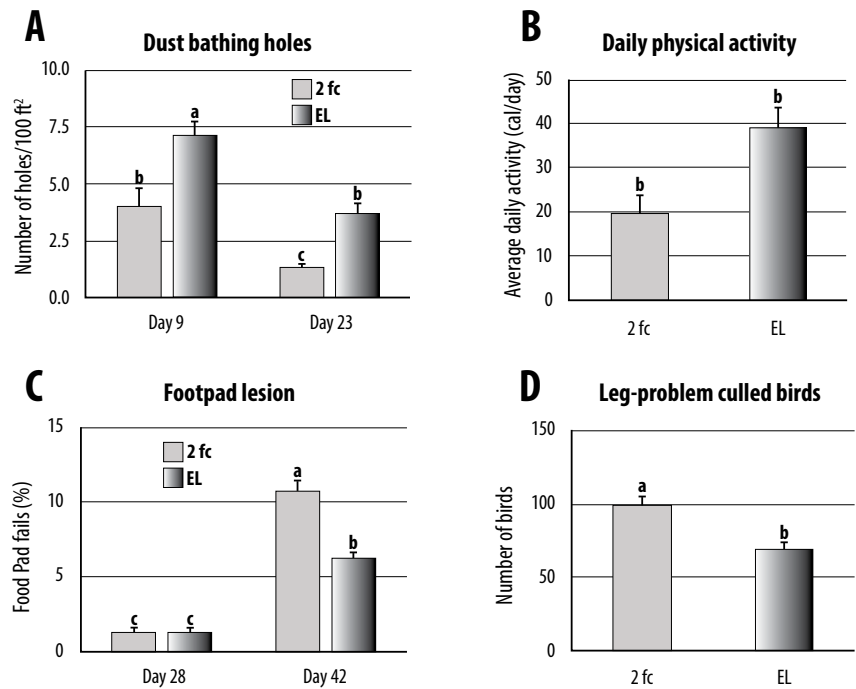 A
Dust bathing holes
Number of holes/100 ft²
10.0
7.5
5.0
2.5
0.0
2 fc
EL
b
a
c
b
Day 9
Day 23
B
Daily physical activity
Average daily activity (cal/day)
50
40
30
20
10
0
b
b
2 fc
EL
C
Footpad lesion
Food Pad fails (%)
15
10
5
0
2 fc
EL
c
c
a
b
Day 28
Day 42
D
Leg-problem culled birds
Number of birds
150
100
50
0
a
b
2 fc
EL